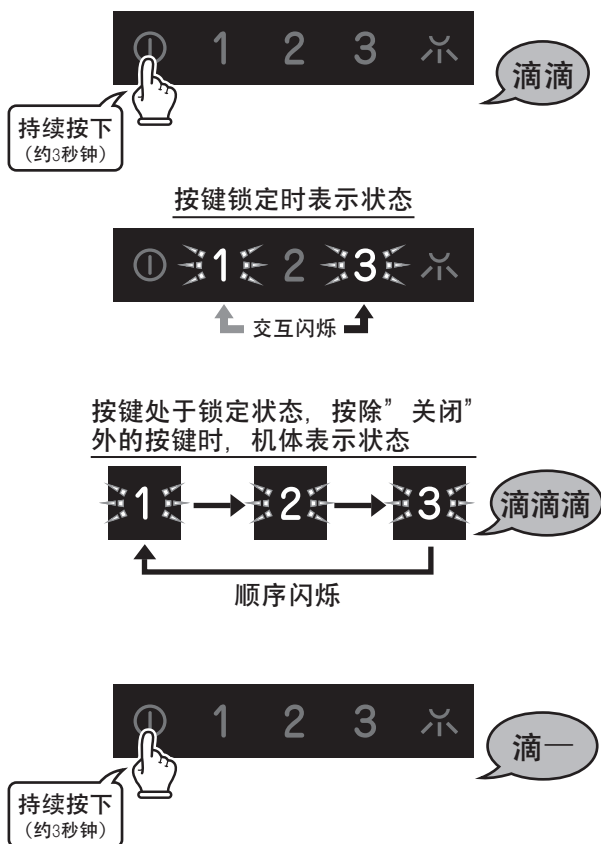 1 2 3
滴滴
持续按下
（约3秒钟）
按键锁定时表示状态
1 2 3
交互闪烁
按键处于锁定状态，按除”关闭”
外的按键时，机体表示状态
1 2 3
滴滴滴
顺序闪烁
1 2 3
滴一
持续按下
（约3秒钟）